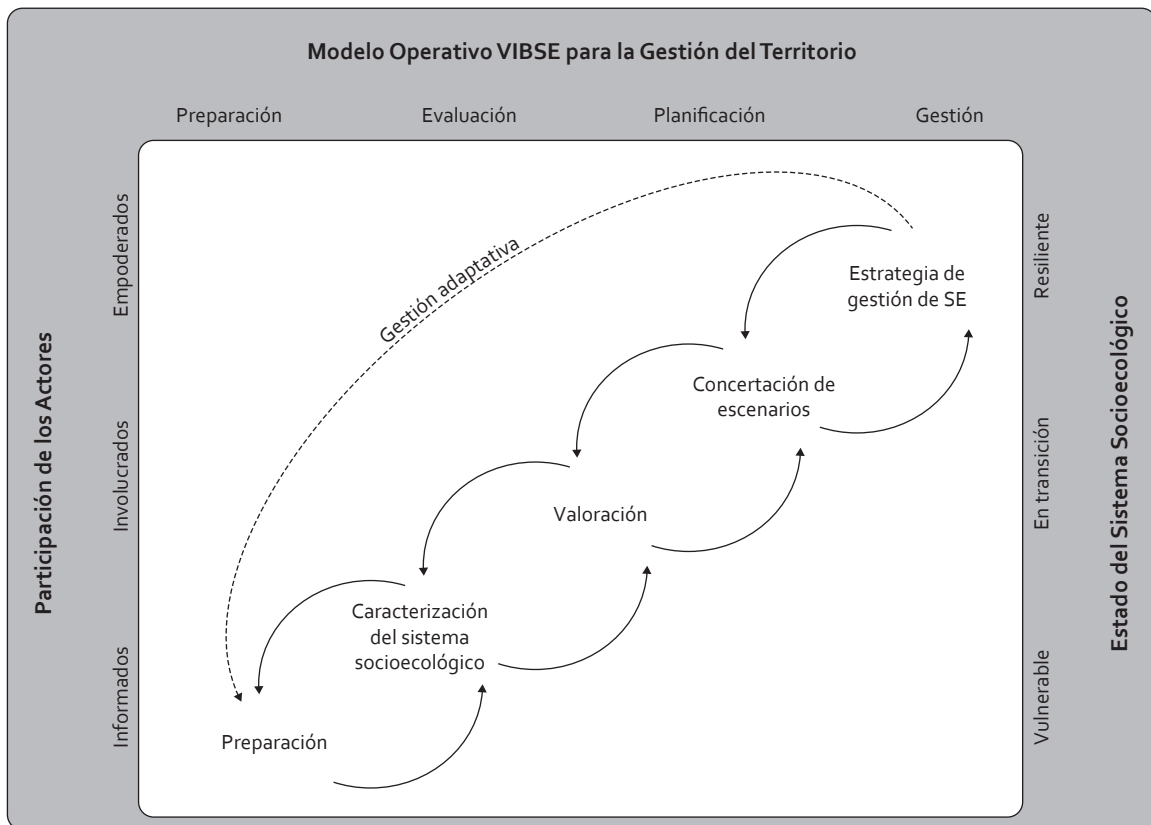 Modelo Operativo VIBSE para la Gestión del Territorio
Preparación
Evaluación
Planificación
Gestión
Participación de los Actores
Empoderados
Involucrados
Informados
Gestión adaptativa
Estrategia de
gestión de SE
Concertación de
escenarios
Valoración
Caracterización
del sistema
socioecológico
Preparación
Resiliente
En transición
Vulnerable
Estado del Sistema Socioecológico